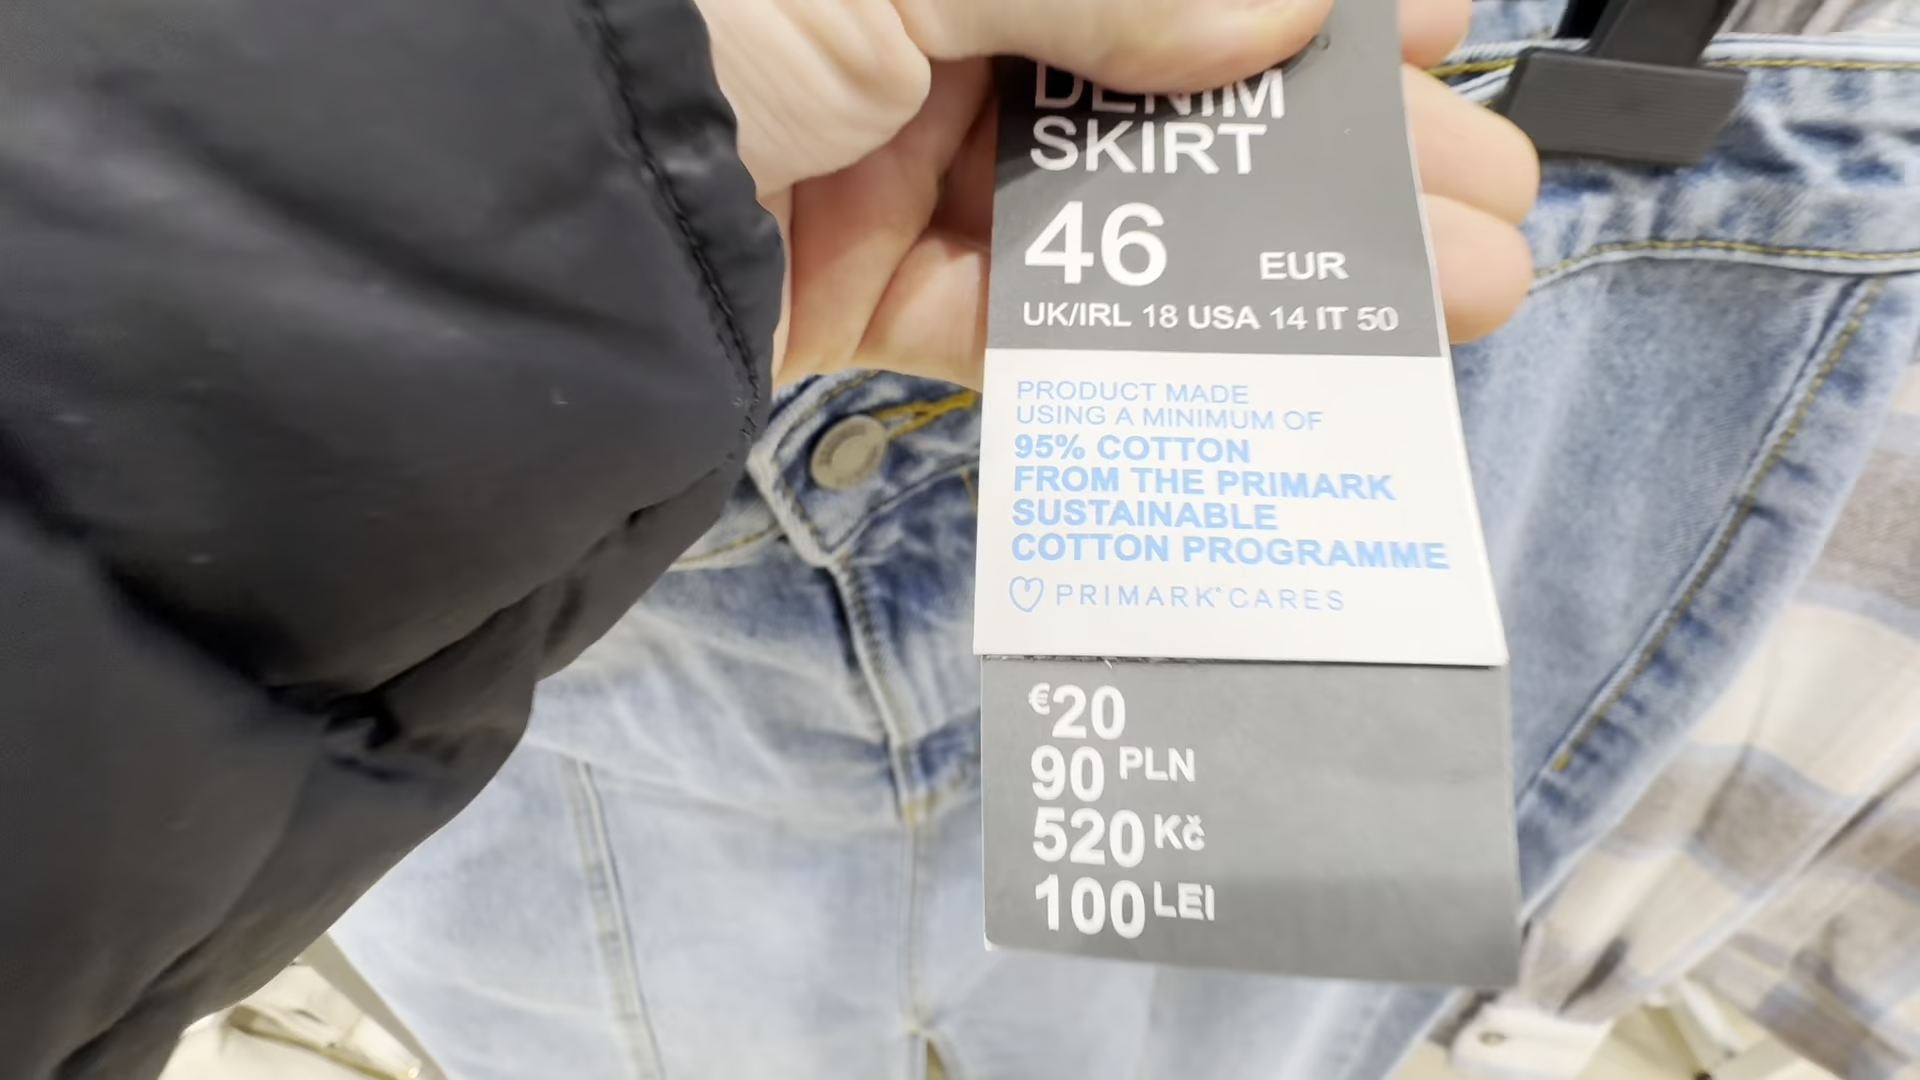 DENIM
SKIRT
46 EUR
UK/IRL 18 USA 14 IT 50
PRODUCT MADE
USING A MINIMUM OF
95% COTTON
FROM THE PRIMARK
SUSTAINABLE
COTTON PROGRAMME
PRIMARK® CARES
€20
90 PLN
520 Kč
100 LEI